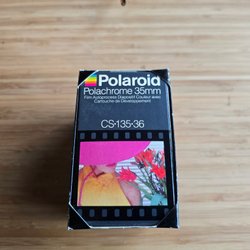 Polaroid
Polachrome 35mm
Film Autoprocess Diapositif Couleur avec
Cartouche de Développement
CS-135-36